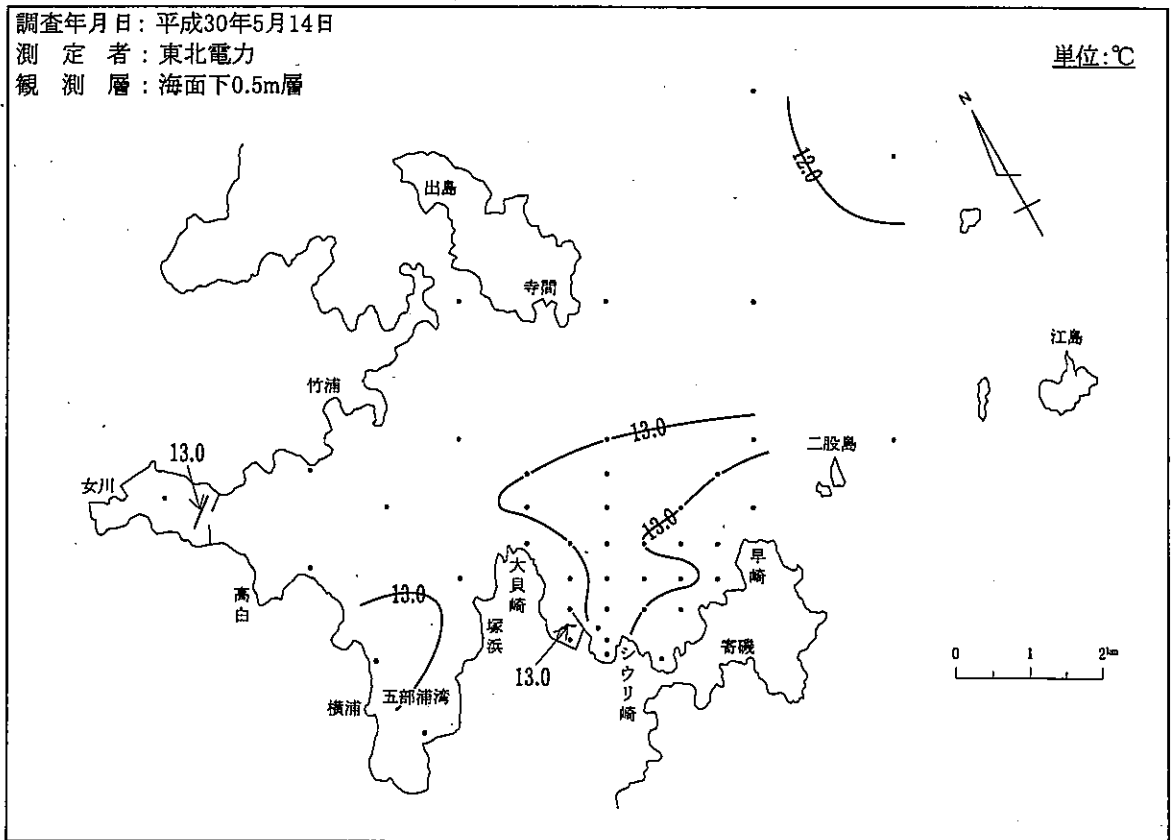 調査年月日：平成30年5月14日
測　定　者：東北電力
観　測　層：海面下0.5m層
単位：℃
N
12.0
出島
寺間
江島
竹浦
13.0
13.0
二股島
女川
13.0
早崎
大貝崎
高白
13.0
塚浜
寄磯
0 1 2km
13.0
シウリ崎
五部浦湾
横浦